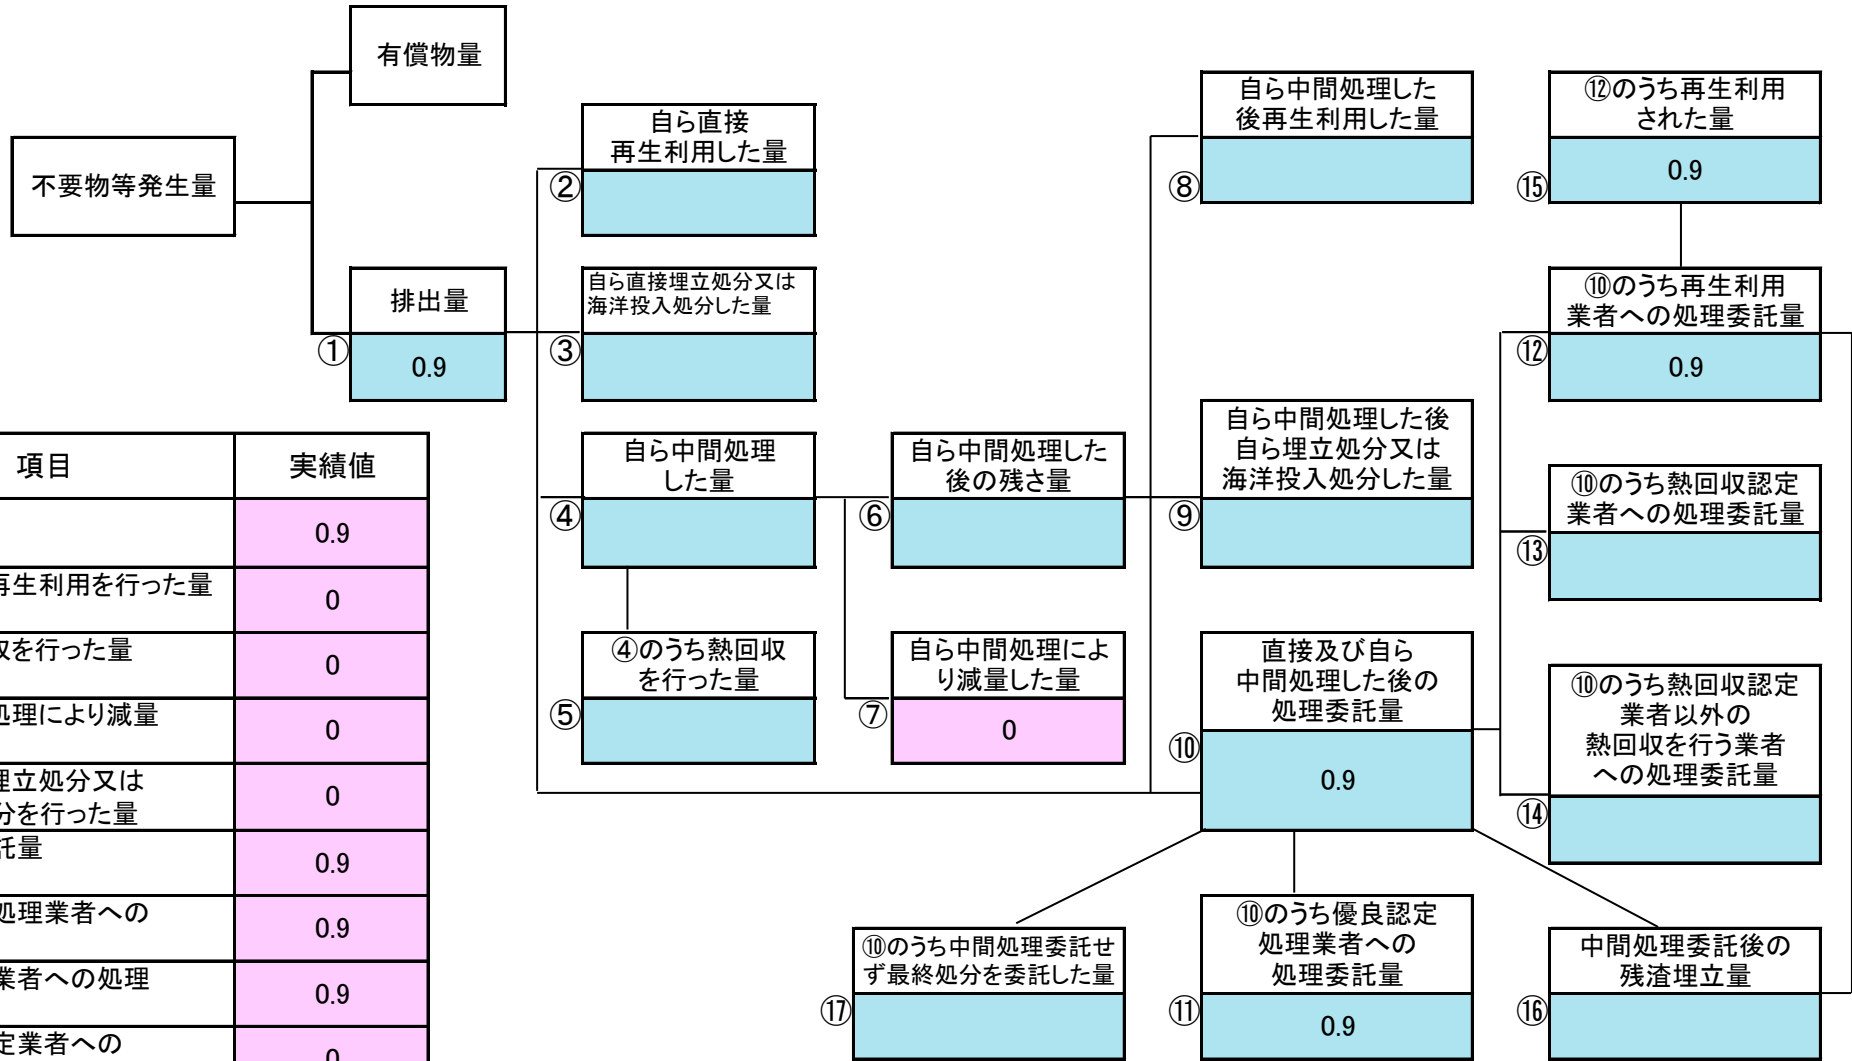 有償物量
不要物等発生量
排出量
①
0.9
自ら直接
再生利用した量
②
自ら直接埋立処分又は
海洋投入処分した量
③
自ら中間処理
した量
④
④のうち熱回収
を行った量
⑤
自ら中間処理した
後の残さ量
⑥
自ら中間処理によ
り減量した量
⑦
0
自ら中間処理した
後再生利用した量
⑧
自ら中間処理した後
自ら埋立処分又は
海洋投入処分した量
⑨
直接及び自ら
中間処理した後の
処理委託量
⑩
0.9
⑫のうち再生利用
された量
⑮
0.9
⑩のうち再生利用
業者への処理委託量
⑫
0.9
⑩のうち熱回収認定
業者への処理委託量
⑬
⑩のうち熱回収認定
業者以外の
熱回収を行う業者
への処理委託量
⑭
⑩のうち中間処理委託せ
ず最終処分を委託した量
⑰
⑩のうち優良認定
処理業者への
処理委託量
⑪
0.9
中間処理委託後の
残渣埋立量
⑯
項目 実績値
0.9
再生利用を行った量 0
を行った量 0
処理により減量 0
埋立処分又は
分を行った量 0
託量 0.9
処理業者への 0.9
業者への処理 0.9
定業者への 0